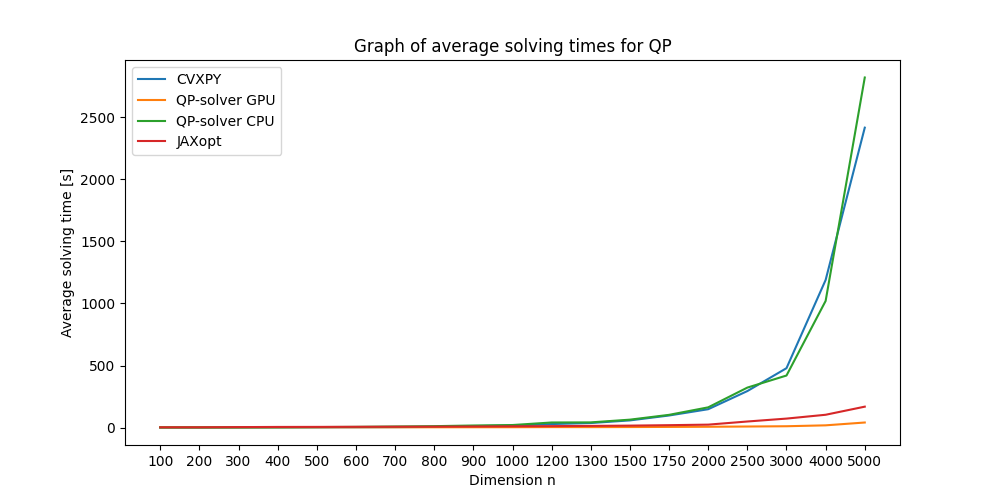 Graph of average solving times for QP
CVXPY
QP-solver GPU
QP-solver CPU
JAXopt
Average solving time [s]
2500
2000
1500
1000
500
0
100 200 300 400 500 600 700 800 900 1000 1200 1300 1500 1750 2000 2500 3000 4000 5000
Dimension n